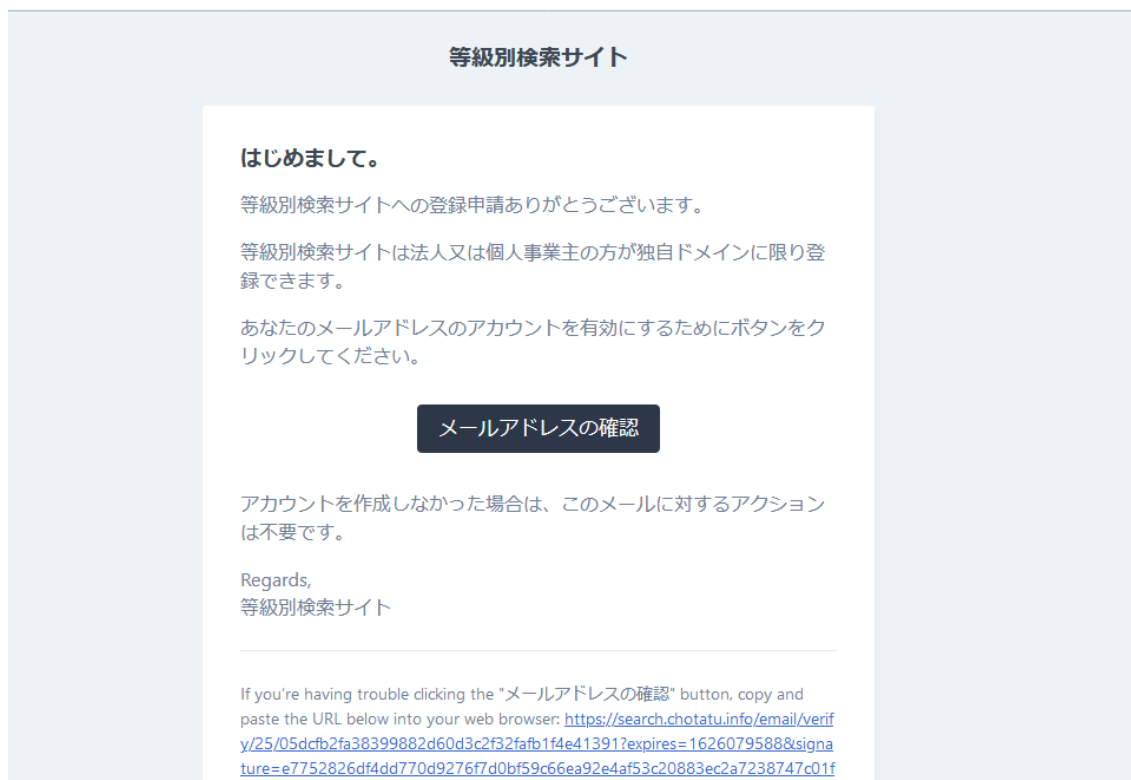 等級別検索サイト
はじめまして。
等級別検索サイトへの登録申請ありがとうございます。
等級別検索サイトは法人又は個人事業主の方が独自ドメインに限り登
録できます。
あなたのメールアドレスのアカウントを有効にするためにボタンをク
リックしてください。
メールアドレスの確認
アカウントを作成しなかった場合は、このメールに対するアクション
は不要です。
Regards,
等級別検索サイト
If you're having trouble clicking the "メールアドレスの確認" button, copy and
paste the URL below into your web browser: https://search.chotatu.info/email/verif
y/25/05dcfb2fa38399882d60d3c2f32fafb1f4e41391?expires=1626079588&signa
ture=e7752826df4dd770d9276f7d0bf59c66ea92e4af53c20883ec2a7238747c01f